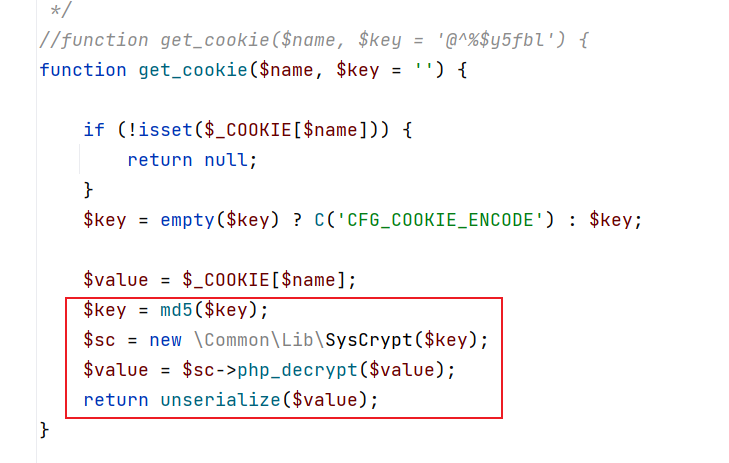 */
//function get_cookie($name, $key = '@^%$y5fbl') {
function get_cookie($name, $key = '') {
if (!isset($_COOKIE[$name])) {
return null;
}
$key = empty($key) ? C('CFG_COOKIE_ENCODE') : $key;
$value = $_COOKIE[$name];
$key = md5($key);
$sc = new \Common\Lib\SysCrypt($key);
$value = $sc->php_decrypt($value);
return unserialize($value);
}